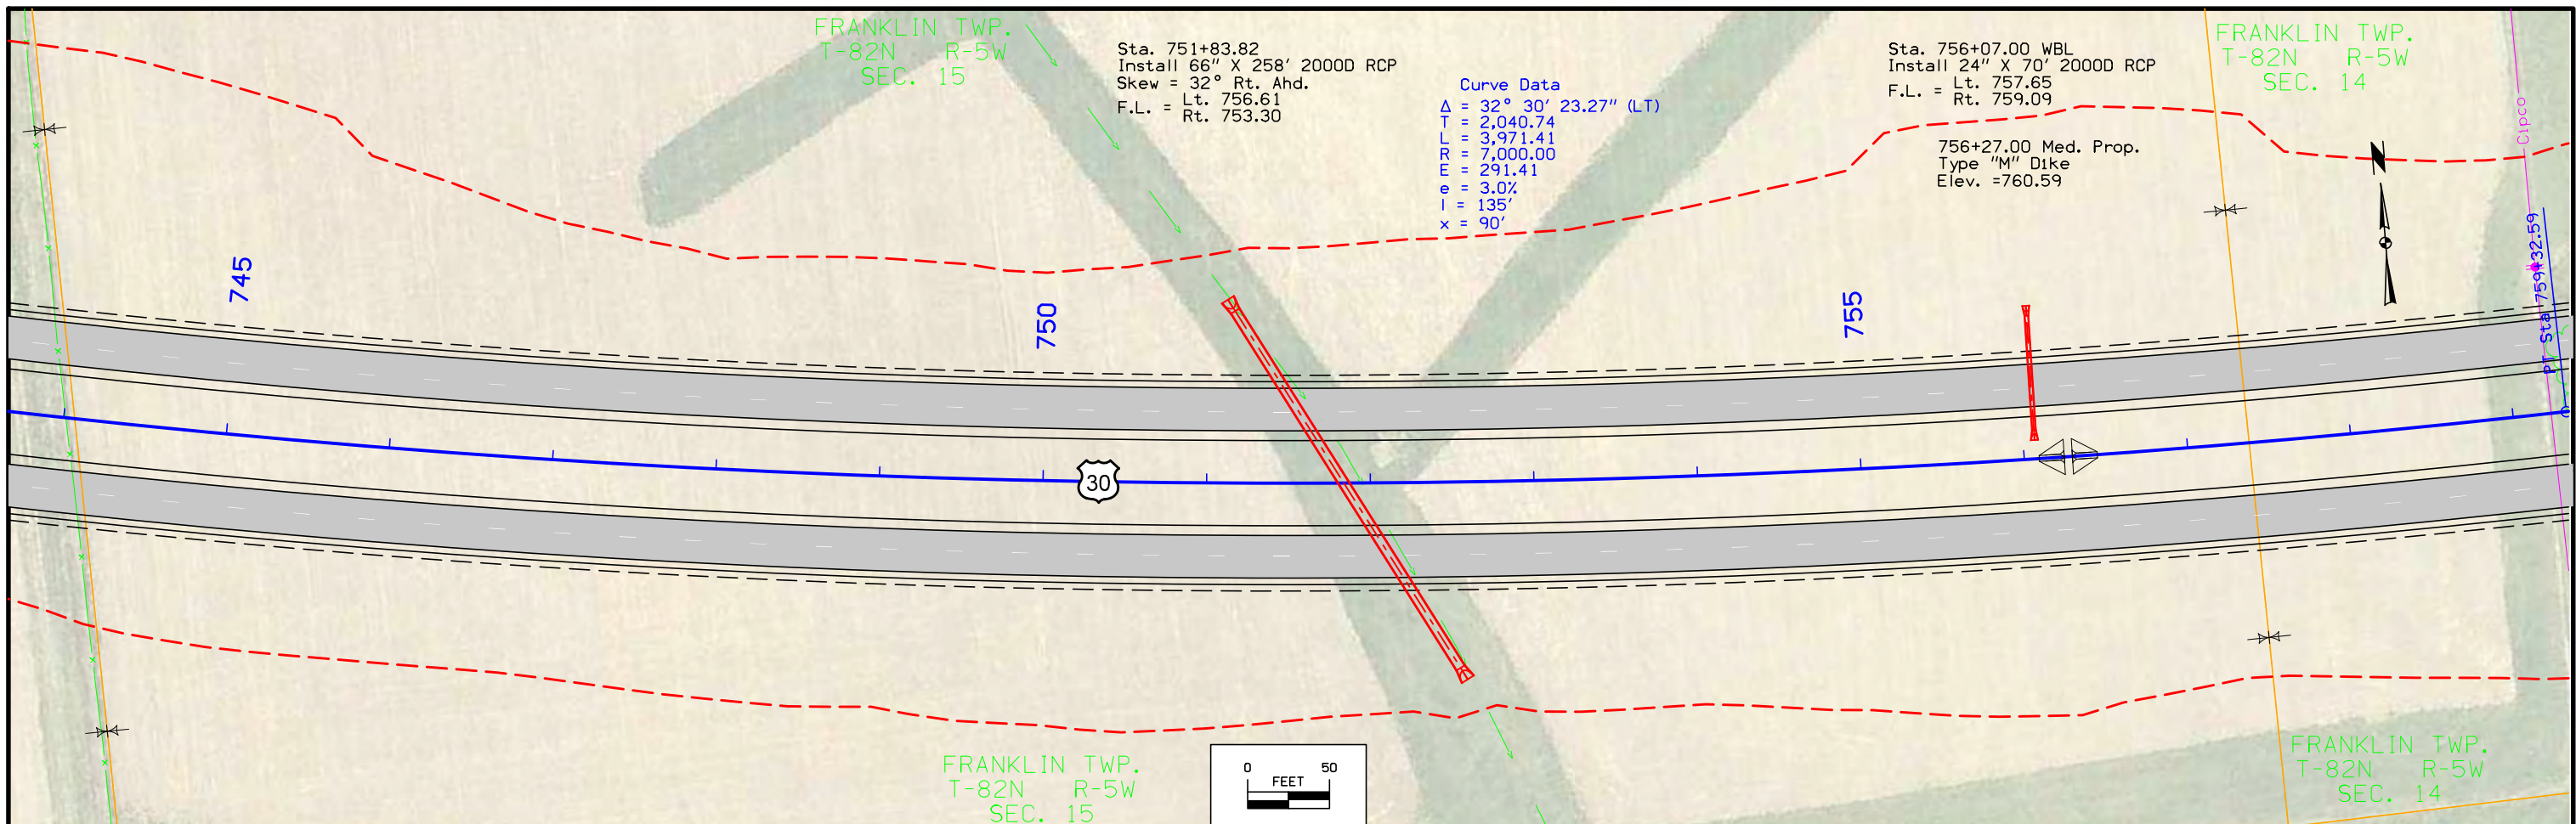 FRANKLIN TWP.
T-82N R-5W
SEC. 15
Sta. 751+83.82
Install 66" X 258' 2000D RCP
Skew = 32° Rt. Ahd.
F.L. = Lt. 756.61
Rt. 753.30
Curve Data
Δ = 32° 30' 23.27" (LT)
T = 2,040.74
L = 3,971.41
R = 7,000.00
E = 291.41
e = 3.0%
l = 135'
x = 90'
Sta. 756+07.00 WBL
Install 24" X 70' 2000D RCP
F.L. = Lt. 757.65
Rt. 759.09
756+27.00 Med. Prop.
Type "M" Dike
Elev. =760.59
FRANKLIN TWP.
T-82N R-5W
SEC. 14
Cipco
N
745
750
755
PT Sta 759+32.59
30
FRANKLIN TWP.
T-82N R-5W
SEC. 15
0 50
FEET
FRANKLIN TWP.
T-82N R-5W
SEC. 14